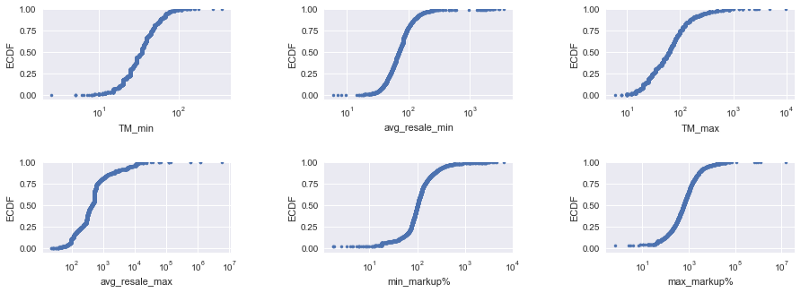 1.00
0.75
0.50
0.25
0.00
ECDF
10¹ 10²
TM_min
1.00
0.75
0.50
0.25
0.00
ECDF
10¹ 10² 10³
avg_resale_min
1.00
0.75
0.50
0.25
0.00
ECDF
10¹ 10² 10³ 10⁴
TM_max
1.00
0.75
0.50
0.25
0.00
ECDF
10² 10³ 10⁴ 10⁵ 10⁶ 10⁷
avg_resale_max
1.00
0.75
0.50
0.25
0.00
ECDF
10¹ 10² 10³ 10⁴
min_markup%
1.00
0.75
0.50
0.25
0.00
ECDF
10¹ 10³ 10⁵ 10⁷
max_markup%